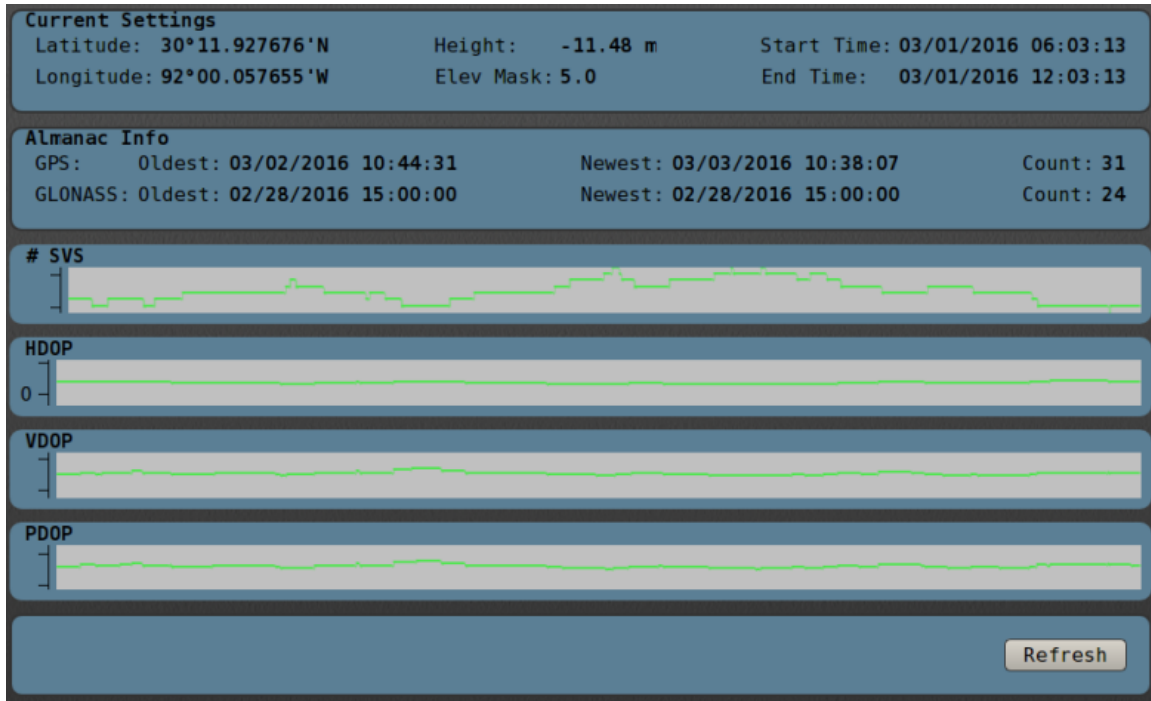 Current Settings
Latitude: 30°11.927676'N Height: -11.48 m Start Time: 03/01/2016 06:03:13
Longitude: 92°00.057655'W Elev Mask: 5.0 End Time: 03/01/2016 12:03:13
Almanac Info
GPS: Oldest: 03/02/2016 10:44:31 Newest: 03/03/2016 10:38:07 Count: 31
GLONASS: Oldest: 02/28/2016 15:00:00 Newest: 02/28/2016 15:00:00 Count: 24
# SVS
HDOP
0
VDOP
PDOP
Refresh